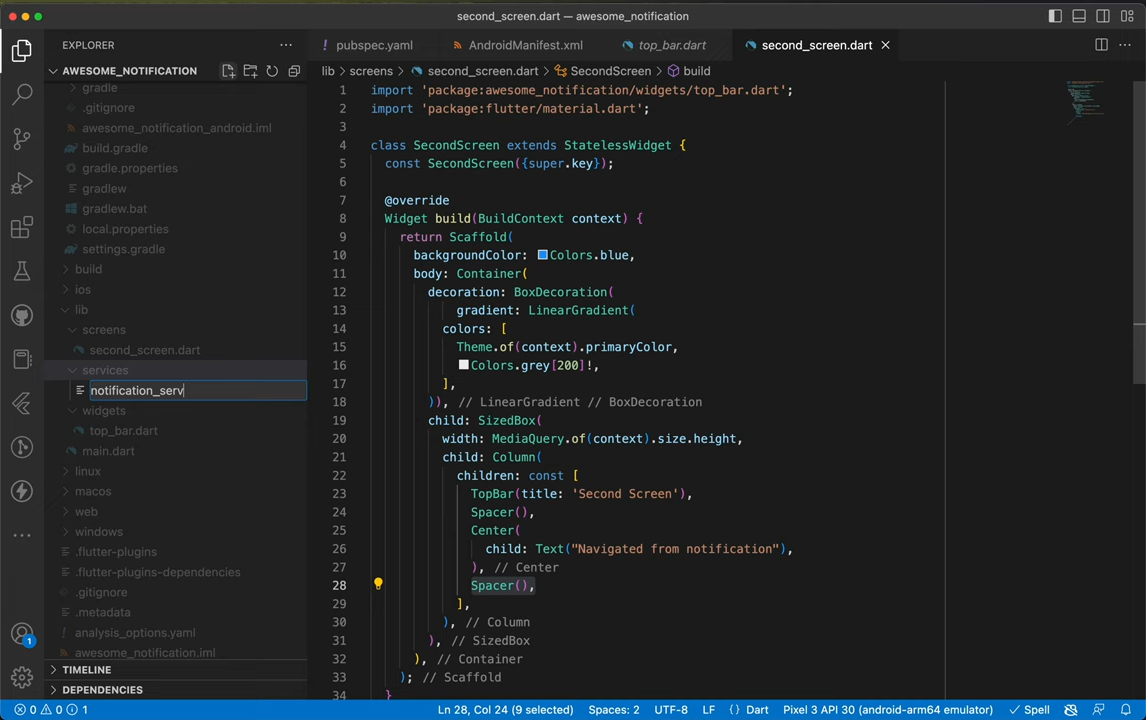 second_screen.dart — awesome_notification
EXPLORER
pubspec.yaml
AndroidManifest.xml
top_bar.dart
second_screen.dart
AWESOME_NOTIFICATION
lib > screens > second_screen.dart > SecondScreen > build
gradle
.gitignore
awesome_notification_android.iml
build.gradle
gradle.properties
gradlew
gradlew.bat
local.properties
settings.gradle
build
ios
lib
screens
second_screen.dart
services
notification_serv
widgets
top_bar.dart
main.dart
linux
macos
web
windows
.flutter-plugins
.flutter-plugins-dependencies
.gitignore
.metadata
analysis_options.yaml
awesome_notification.iml
TIMELINE
DEPENDENCIES
1 import 'package:awesome_notification/widgets/top_bar.dart';
2 import 'package:flutter/material.dart';
3
4 class SecondScreen extends StatelessWidget {
5 const SecondScreen({super.key});
6
7 @override
8 Widget build(BuildContext context) {
9 return Scaffold(
10 backgroundColor: Colors.blue,
11 body: Container(
12 decoration: BoxDecoration(
13 gradient: LinearGradient(
14 colors: [
15 Theme.of(context).primaryColor,
16 Colors.grey[200]!,
17 ],
18 )), // LinearGradient // BoxDecoration
19 child: SizedBox(
20 width: MediaQuery.of(context).size.height,
21 child: Column(
22 children: const [
23 TopBar(title: 'Second Screen'),
24 Spacer(),
25 Center(
26 child: Text("Navigated from notification"),
27 ), // Center
28 Spacer(),
29 ],
30 ), // Column
31 ), // SizedBox
32 ), // Container
33 ); // Scaffold
34 }
1
0 0 1
Ln 28, Col 24 (9 selected)
Spaces: 2
UTF-8
LF
{ } Dart
Pixel 3 API 30 (android-arm64 emulator)
Spell